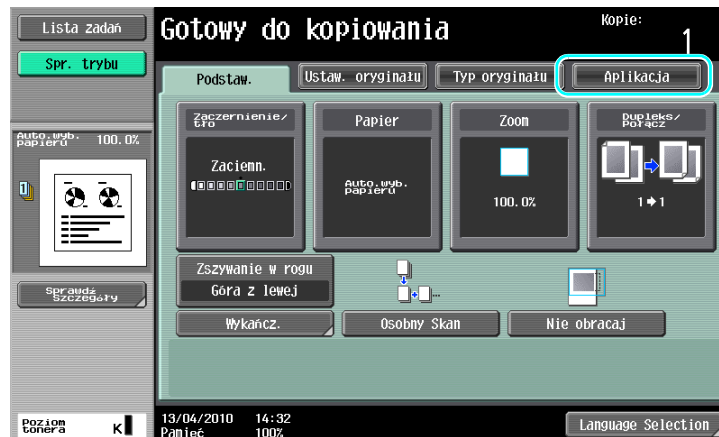 Lista zadań
Gotowy do kopiowania
Kopie:
1
Spr. trybu
Podstaw.
Ustaw. oryginału
Typ oryginału
Aplikacja
Auto.wyb.
papieru
100.0%
Zaczernienie/
tło
Papier
Zoom
Dupleks/
Połącz
Zaciemn.
Auto.wyb.
papieru
100.0%
1→1
Zszywanie w rogu
Góra z lewej
Sprawdź
Szczegóły
Wykańcz.
Osobny Skan
Nie obracaj
Poziom
tonera
K
13/04/2010 14:32
Pamięć 100%
Language Selection